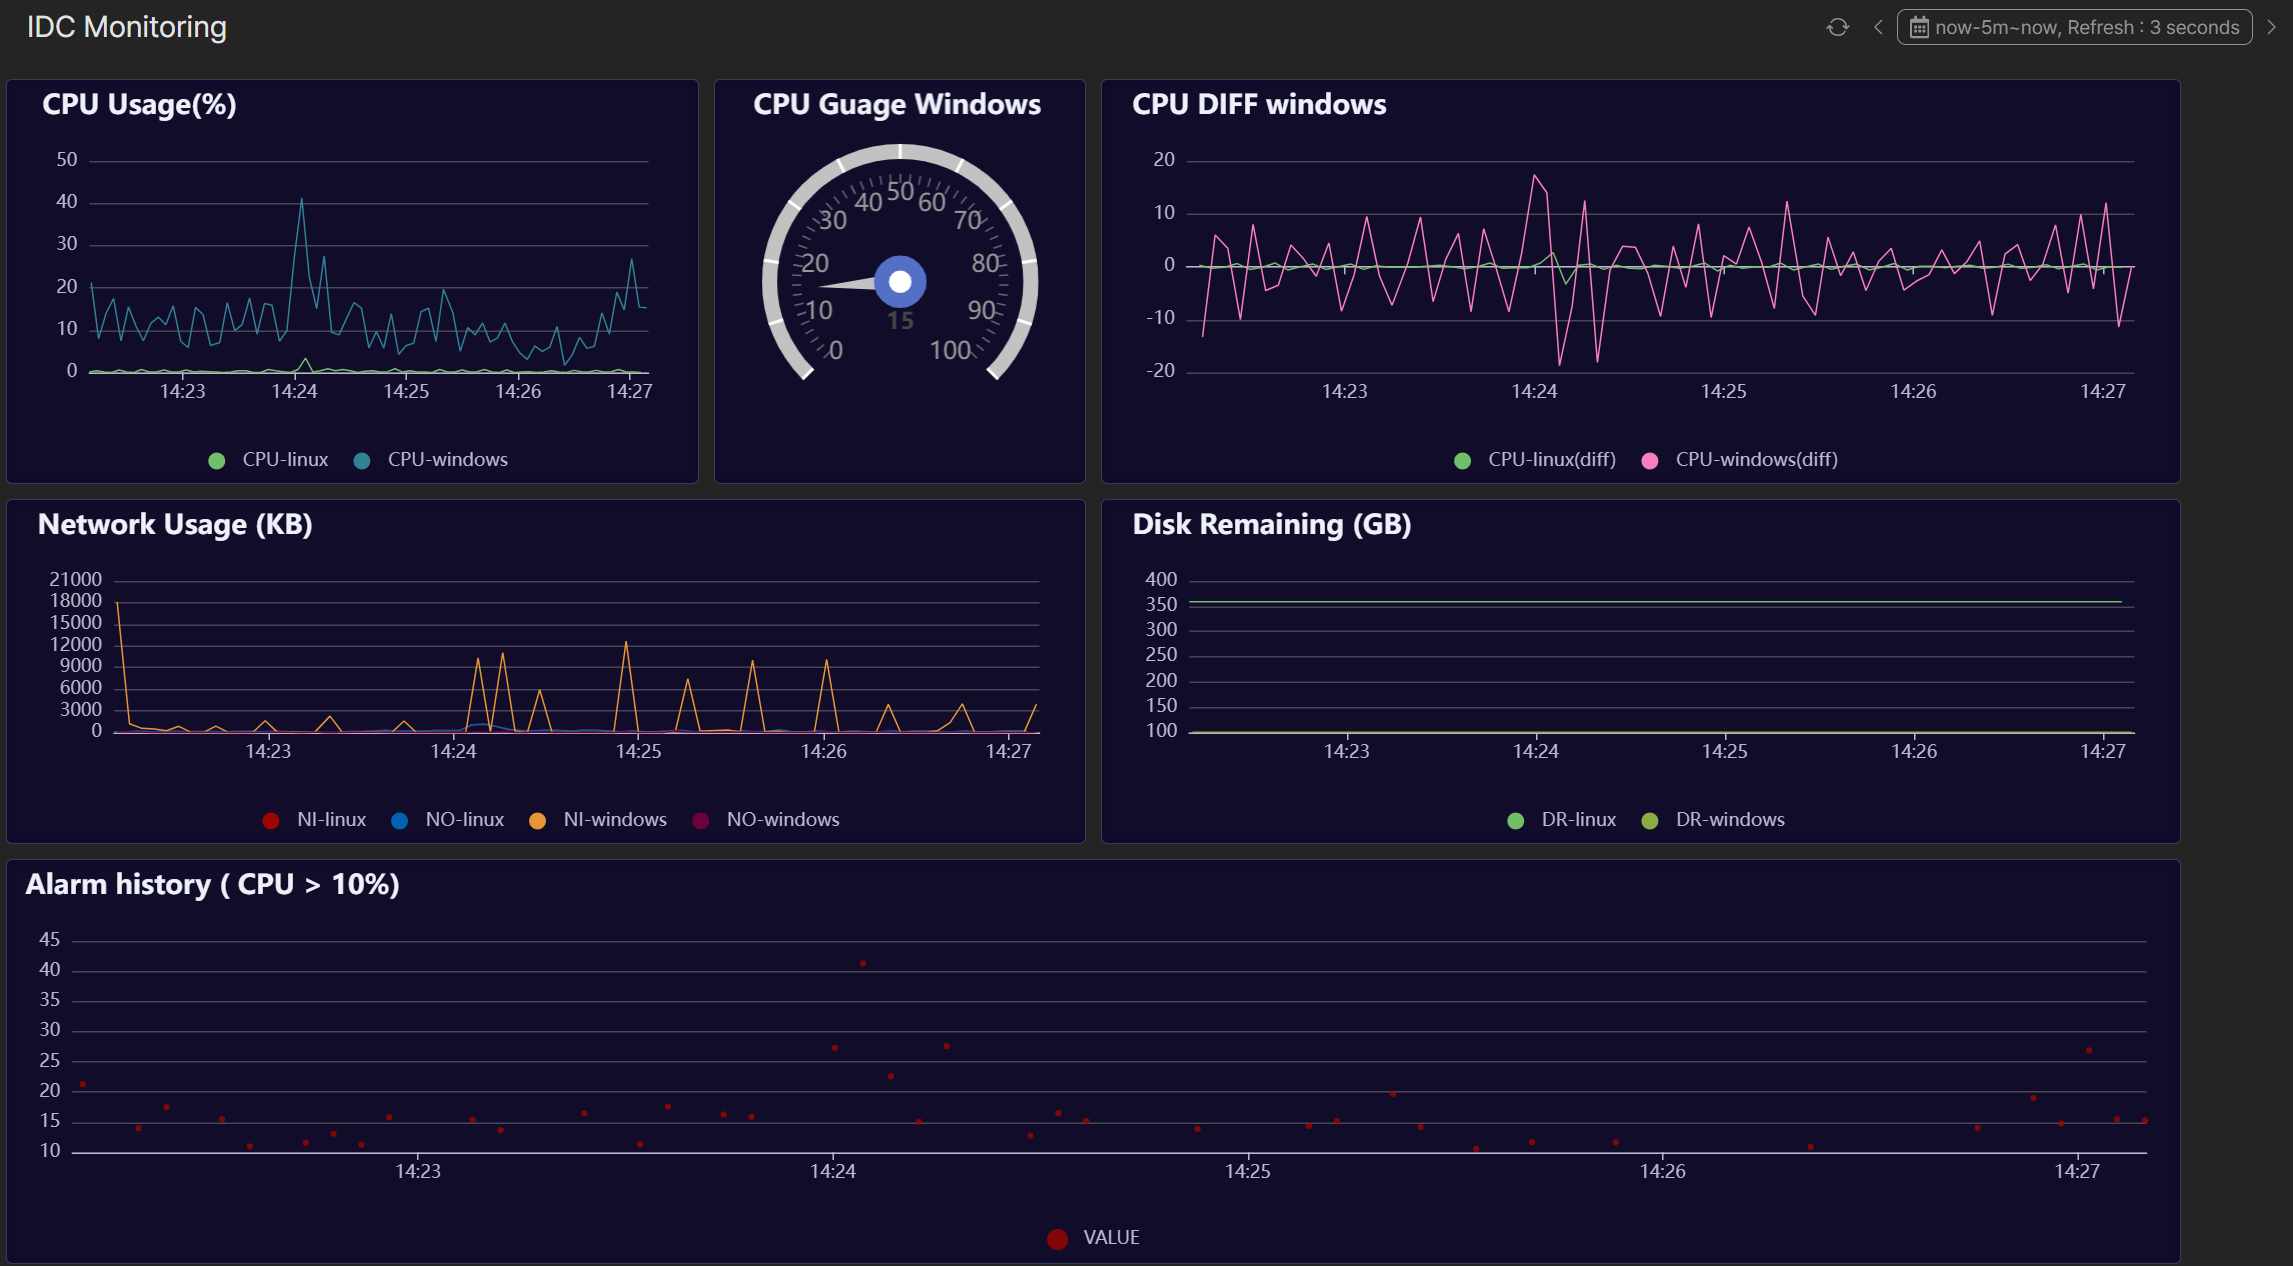 IDC Monitoring
now-5m~now, Refresh : 3 seconds
CPU Usage(%)
50
40
30
20
10
0
14:23 14:24 14:25 14:26 14:27
CPU-linux CPU-windows
CPU Guage Windows
0 10 20 30 40 50 60 70 80 90 100
15
CPU DIFF windows
20
10
0
-10
-20
14:23 14:24 14:25 14:26 14:27
CPU-linux(diff) CPU-windows(diff)
Network Usage (KB)
21000
18000
15000
12000
9000
6000
3000
0
14:23 14:24 14:25 14:26 14:27
NI-linux NO-linux NI-windows NO-windows
Disk Remaining (GB)
400
350
300
250
200
150
100
14:23 14:24 14:25 14:26 14:27
DR-linux DR-windows
Alarm history ( CPU > 10%)
45
40
35
30
25
20
15
10
14:23 14:24 14:25 14:26 14:27
VALUE